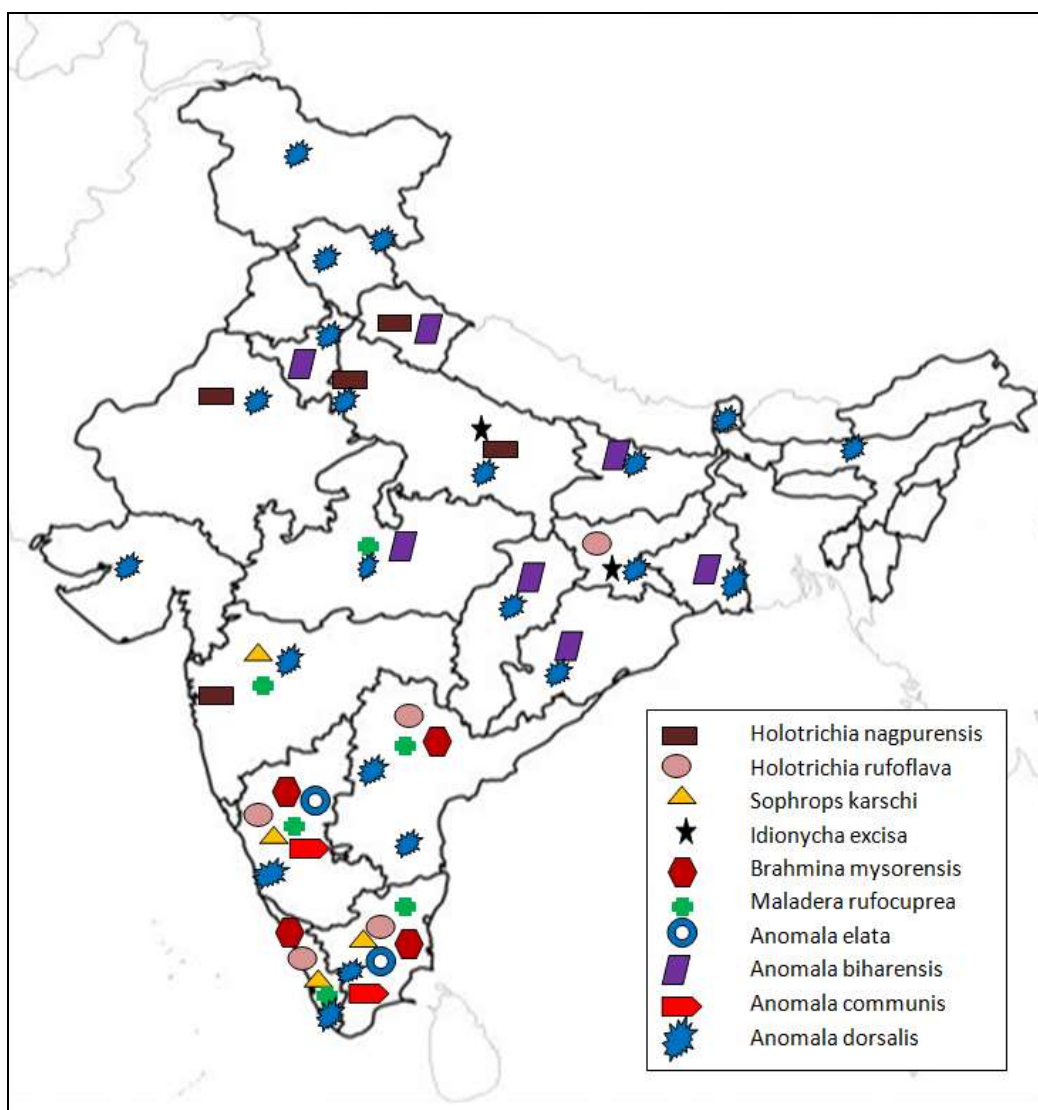 Holotrichia nagpurensis
Holotrichia rufoflava
Sophrops karschi
Idionycha excisa
Brahmina mysorensis
Maladera rufocuprea
Anomala elata
Anomala biharensis
Anomala communis
Anomala dorsalis